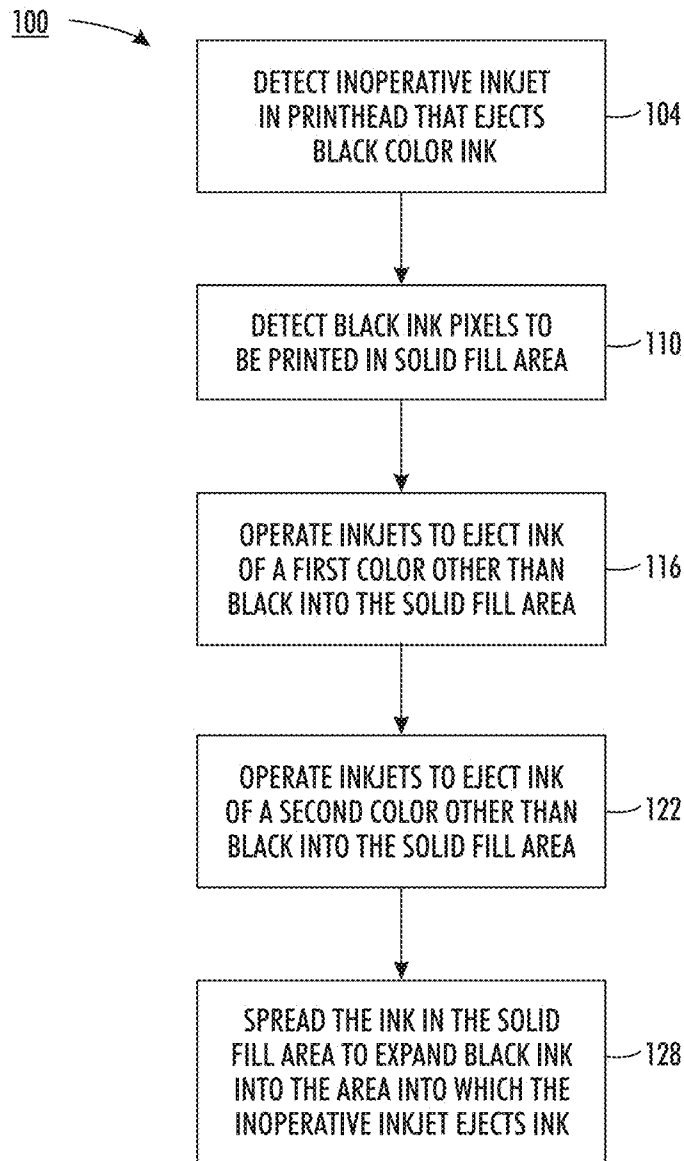 100
DETECT INOPERATIVE INKJET
IN PRINTHEAD THAT EJECTS
BLACK COLOR INK
104
DETECT BLACK INK PIXELS TO
BE PRINTED IN SOLID FILL AREA
110
OPERATE INKJETS TO EJECT INK
OF A FIRST COLOR OTHER THAN
BLACK INTO THE SOLID FILL AREA
116
OPERATE INKJETS TO EJECT INK
OF A SECOND COLOR OTHER THAN
BLACK INTO THE SOLID FILL AREA
122
SPREAD THE INK IN THE SOLID
FILL AREA TO EXPAND BLACK INK
INTO THE AREA INTO WHICH THE
INOPERATIVE INKJET EJECTS INK
128